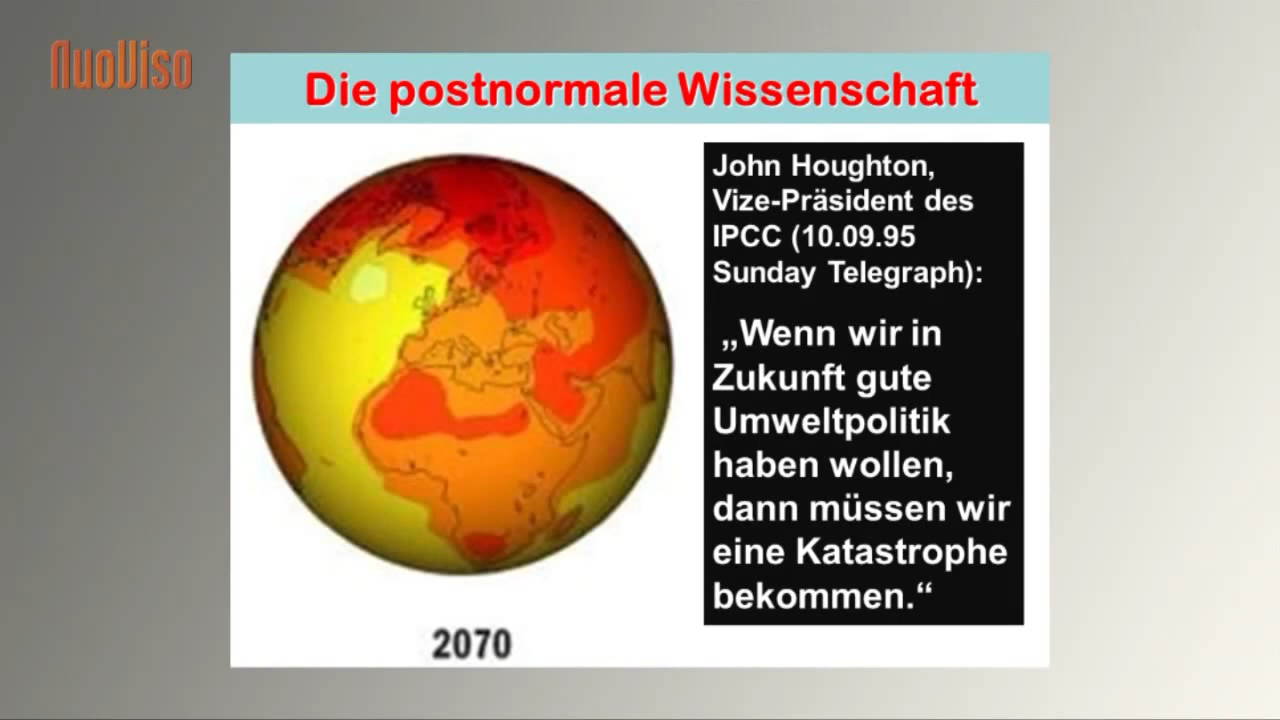 NuoViso
Die postnormale Wissenschaft
John Houghton,
Vize-Präsident des
IPCC (10.09.95
Sunday Telegraph):
„Wenn wir in
Zukunft gute
Umweltpolitik
haben wollen,
dann müssen wir
eine Katastrophe
bekommen.“
2070